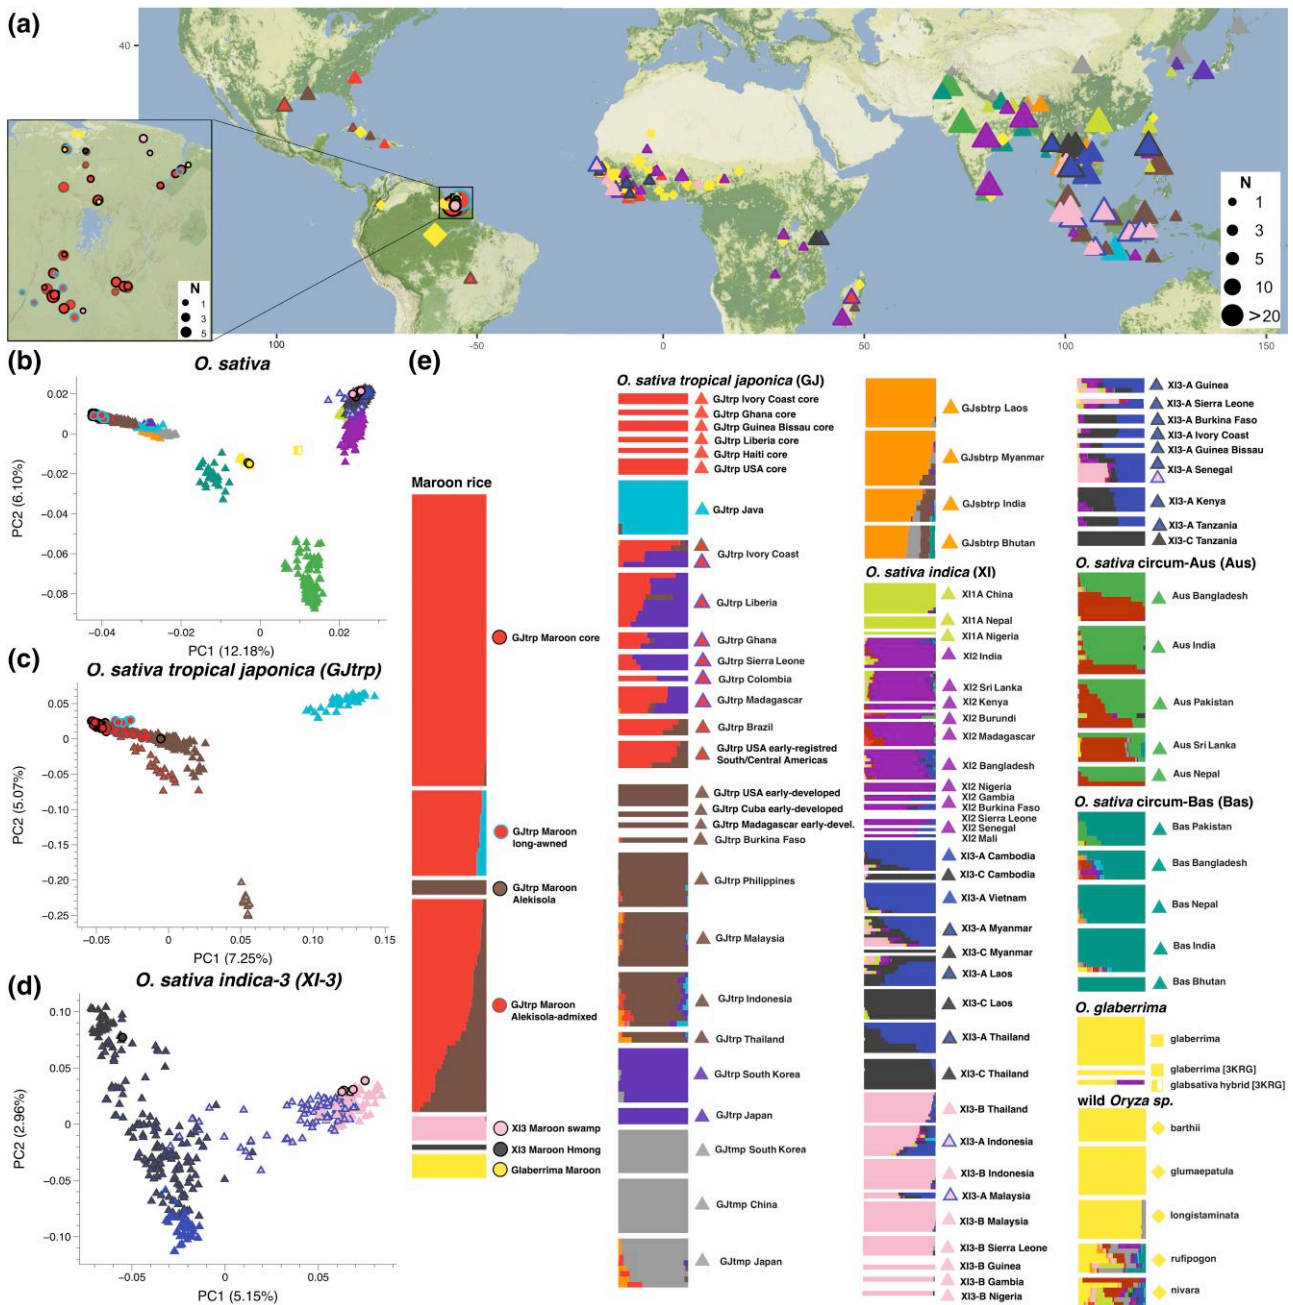 (a)
40
N
1
3
5
10
>20
N
1
3
5
100
-50
0
50
100
150
(b)
O. sativa
0.02
0
−0.02
−0.04
−0.06
−0.08
PC2 (6.10%)
−0.04
−0.02
0
0.02
PC1 (12.18%)
(c)
O. sativa tropical japonica (GJtrp)
0.05
0
−0.05
−0.10
−0.15
−0.20
−0.25
PC2 (5.07%)
−0.05
0
0.05
0.10
0.15
PC1 (7.25%)
(d)
O. sativa indica-3 (XI-3)
0.10
0.05
0
−0.05
−0.10
PC2 (2.96%)
−0.05
0
0.05
PC1 (5.15%)
(e)
Maroon rice
GJtrp Maroon core
GJtrp Maroon
long-awned
GJtrp Maroon
Alekisola
GJtrp Maroon
Alekisola-admixed
XI3 Maroon swamp
XI3 Maroon Hmong
Glaberrima Maroon
O. sativa tropical japonica (GJ)
GJtrp Ivory Coast core
GJtrp Ghana core
GJtrp Guinea Bissau core
GJtrp Liberia core
GJtrp Haiti core
GJtrp USA core
GJtrp Java
GJtrp Ivory Coast
GJtrp Liberia
GJtrp Ghana
GJtrp Sierra Leone
GJtrp Colombia
GJtrp Madagascar
GJtrp Brazil
GJtrp USA early-registred
South/Central Americas
GJtrp USA early-developed
GJtrp Cuba early-developed
GJtrp Madagascar early-devel.
GJtrp Burkina Faso
GJtrp Philippines
GJtrp Malaysia
GJtrp Indonesia
GJtrp Thailand
GJtrp South Korea
GJtrp Japan
GJtmp South Korea
GJtmp China
GJtmp Japan
GJsbtrp Laos
GJsbtrp Myanmar
GJsbtrp India
GJsbtrp Bhutan
O. sativa indica (XI)
XI1A China
XI1A Nepal
XI1A Nigeria
XI2 India
XI2 Sri Lanka
XI2 Kenya
XI2 Burundi
XI2 Madagascar
XI2 Bangladesh
XI2 Nigeria
XI2 Gambia
XI2 Burkina Faso
XI2 Sierra Leone
XI2 Senegal
XI2 Mali
XI3-A Cambodia
XI3-C Cambodia
XI3-A Vietnam
XI3-A Myanmar
XI3-C Myanmar
XI3-A Laos
XI3-C Laos
XI3-A Thailand
XI3-C Thailand
XI3-B Thailand
XI3-A Indonesia
XI3-B Indonesia
XI3-A Malaysia
XI3-B Malaysia
XI3-B Sierra Leone
XI3-B Guinea
XI3-B Gambia
XI3-B Nigeria
XI3-A Guinea
XI3-A Sierra Leone
XI3-A Burkina Faso
XI3-A Ivory Coast
XI3-A Guinea Bissau
XI3-A Senegal
XI3-A Kenya
XI3-A Tanzania
XI3-C Tanzania
O. sativa circum-Aus (Aus)
Aus Bangladesh
Aus India
Aus Pakistan
Aus Sri Lanka
Aus Nepal
O. sativa circum-Bas (Bas)
Bas Pakistan
Bas Bangladesh
Bas Nepal
Bas India
Bas Bhutan
O. glaberrima
glaberrima
glaberrima [3KRG]
glabsativa hybrid [3KRG]
wild Oryza sp.
barthii
glumaepatula
longistaminata
rufipogon
nivara